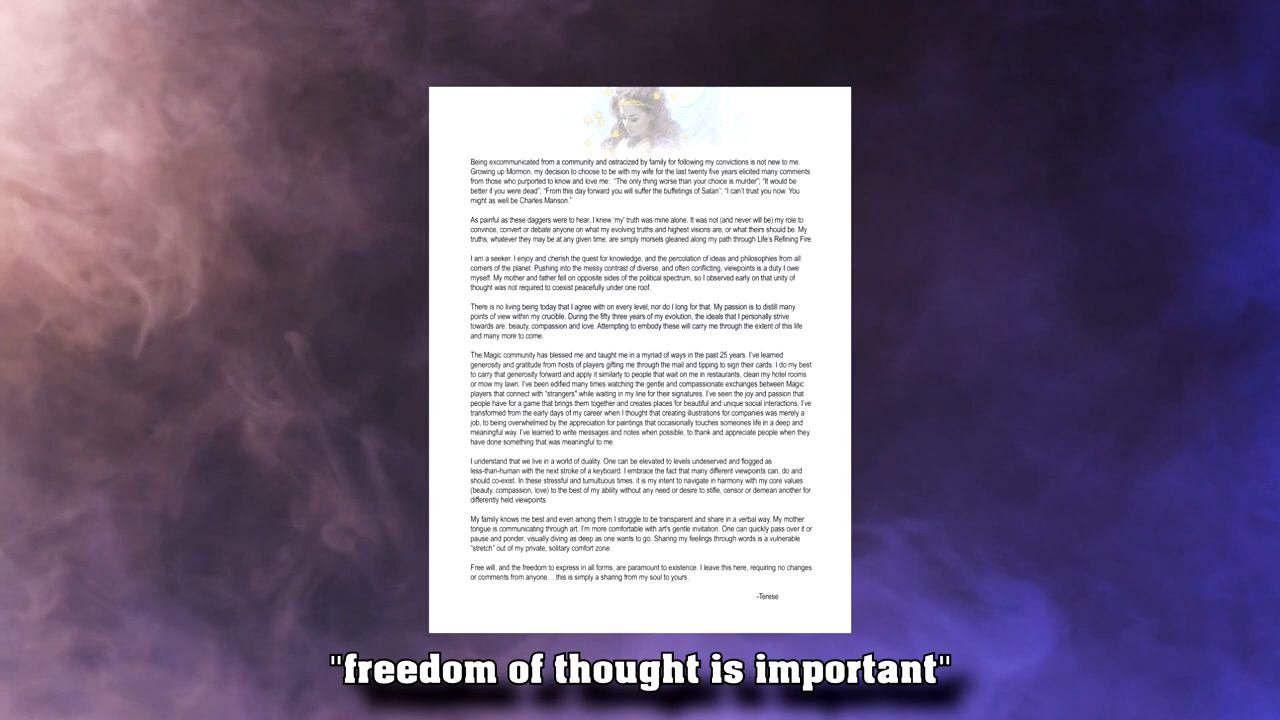 Being excommunicated from a community and ostracized by family for following my convictions is not new to me.
Growing up Mormon, my decision to choose to be with my wife for the last twenty five years elicited many comments
from those who purported to know and love me: "The only thing worse than your choice is murder"; "It would be
better if you were dead"; "From this day forward you will suffer the buffetings of Satan"; "I can't trust you now. You
might as well be Charles Manson."
As painful as these daggers were to hear, I knew 'my' truth was mine alone. It was not (and never will be) my role to
convince, convert or debate anyone on what my evolving truths and highest visions are, or what theirs should be. My
truths, whatever they may be at any given time, are simply morsels gleaned along my path through Life's Refining Fire.
I am a seeker. I enjoy and cherish the quest for knowledge, and the percolation of ideas and philosophies from all
corners of the planet. Pushing into the messy contrast of diverse, and often conflicting, viewpoints is a duty I owe
myself. My mother and father fell on opposite sides of the political spectrum, so I observed early on that unity of
thought was not required to coexist peacefully under one roof.
There is no living being today that I agree with on every level, nor do I long for that. My passion is to distill many
points of view within my crucible. During the fifty three years of my evolution, the ideals that I personally strive
towards are: beauty, compassion and love. Attempting to embody these will carry me through the extent of this life
and many more to come.
The Magic community has blessed me and taught me in a myriad of ways in the past 25 years. I've learned
generosity and gratitude from hosts of players gifting me through the mail and tipping to sign their cards. I do my best
to carry that generosity forward and apply it similarly to people that wait on me in restaurants, clean my hotel rooms
or mow my lawn. I've been edified many times watching the gentle and compassionate exchanges between Magic
players that connect with "strangers" while waiting in my line for their signatures. I've seen the joy and passion that
people have for a game that brings them together and creates places for beautiful and unique social interactions. I've
transformed from the early days of my career when I thought that creating illustrations for companies was merely a
job, to being overwhelmed by the appreciation for paintings that occasionally touches someones life in a deep and
meaningful way. I've learned to write messages and notes when possible, to thank and appreciate people when they
have done something that was meaningful to me.
I understand that we live in a world of duality. One can be elevated to levels undeserved and flogged as
less-than-human with the next stroke of a keyboard. I embrace the fact that many different viewpoints can, do and
should co-exist. In these stressful and tumultuous times, it is my intent to navigate in harmony with my core values
(beauty, compassion, love) to the best of my ability without any need or desire to stifle, censor or demean another for
differently held viewpoints.
My family knows me best and even among them I struggle to be transparent and share in a verbal way. My mother
tongue is communicating through art. I'm more comfortable with art's gentle invitation. One can quickly pass over it or
pause and ponder, visually diving as deep as one wants to go. Sharing my feelings through words is a vulnerable
"stretch" out of my private, solitary comfort zone.
Free will, and the freedom to express in all forms, are paramount to existence. I leave this here, requiring no changes
or comments from anyone… this is simply a sharing from my soul to yours.
-Terese
"freedom of thought is important"